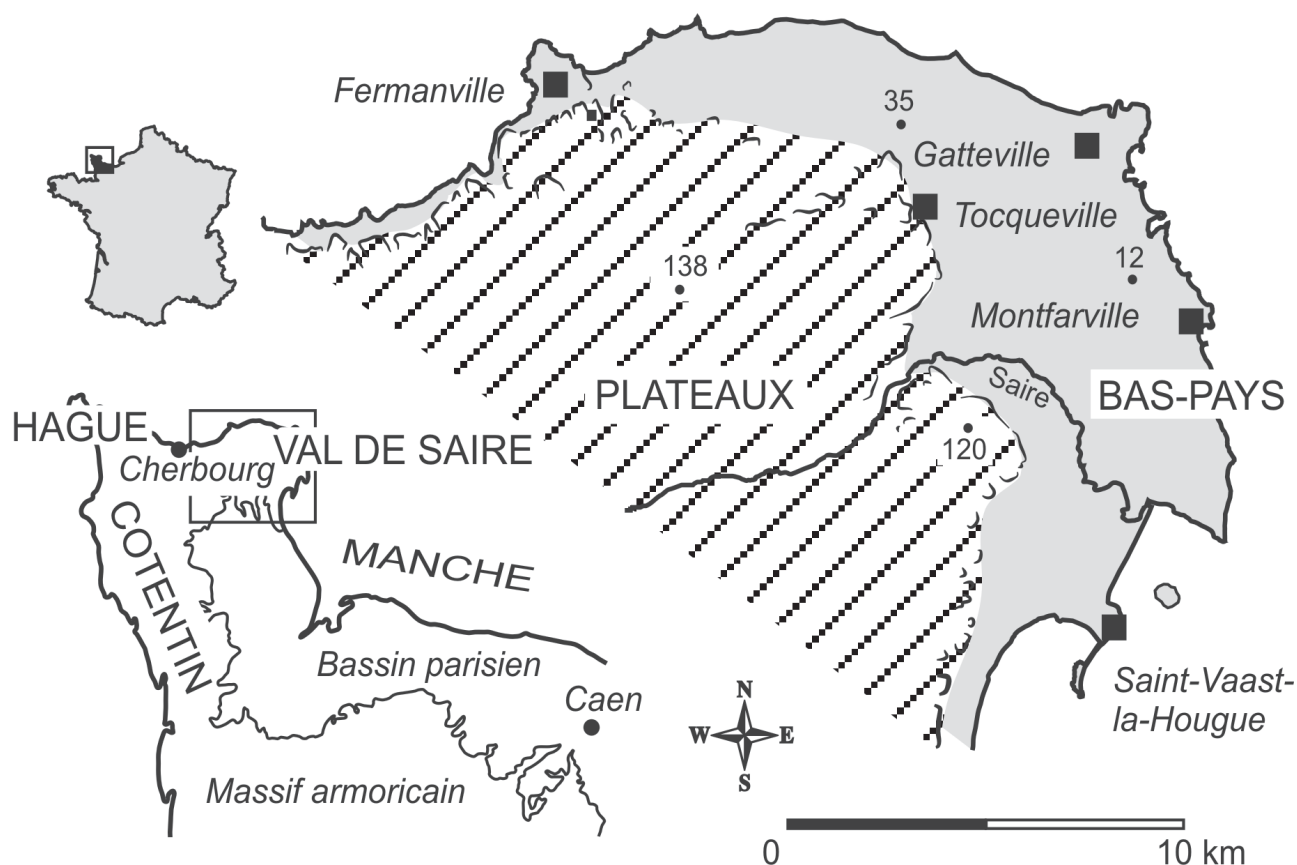 Fermanville
35
Gatteville
Tocqueville
138
12
Montfarville
PLATEAUX
Saire
BAS-PAYS
120
HAGUE
VAL DE SAIRE
Cherbourg
COTENTIN
MANCHE
Bassin parisien
Caen
Massif armoricain
N
W
E
S
Saint-Vaast-
la-Hougue
0
10 km